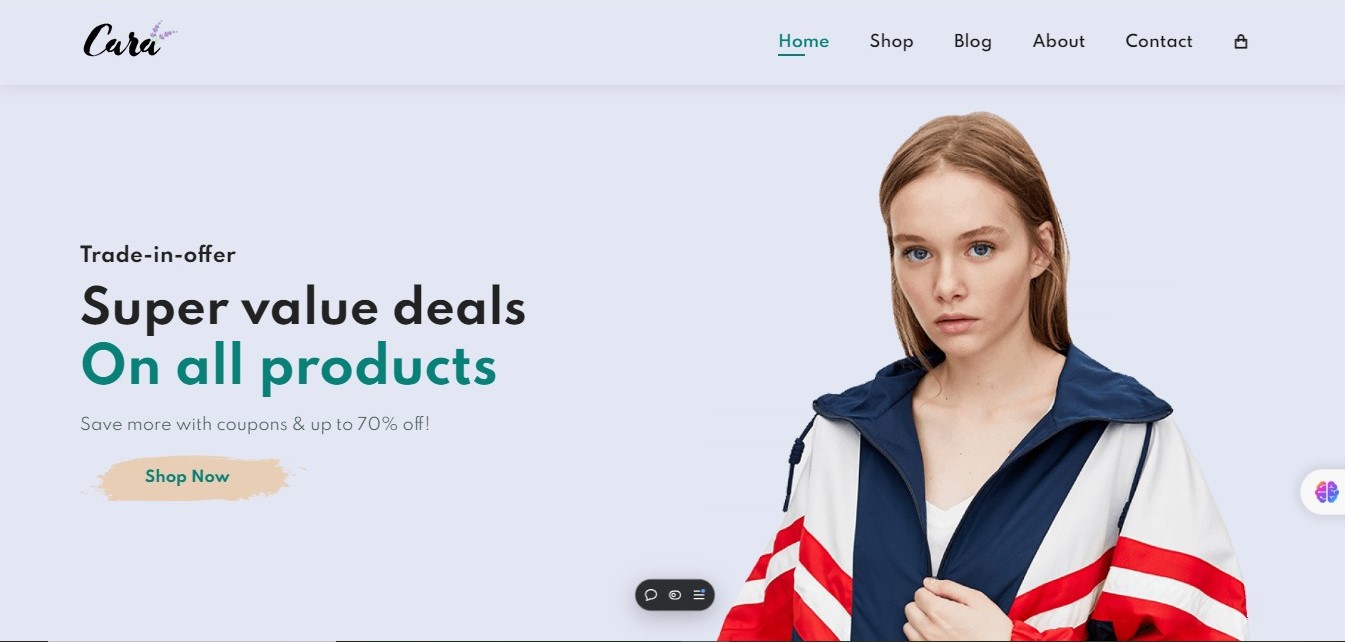 Cara
Home Shop Blog About Contact
Trade-in-offer
Super value deals
On all products
Save more with coupons & up to 70% off!
Shop Now